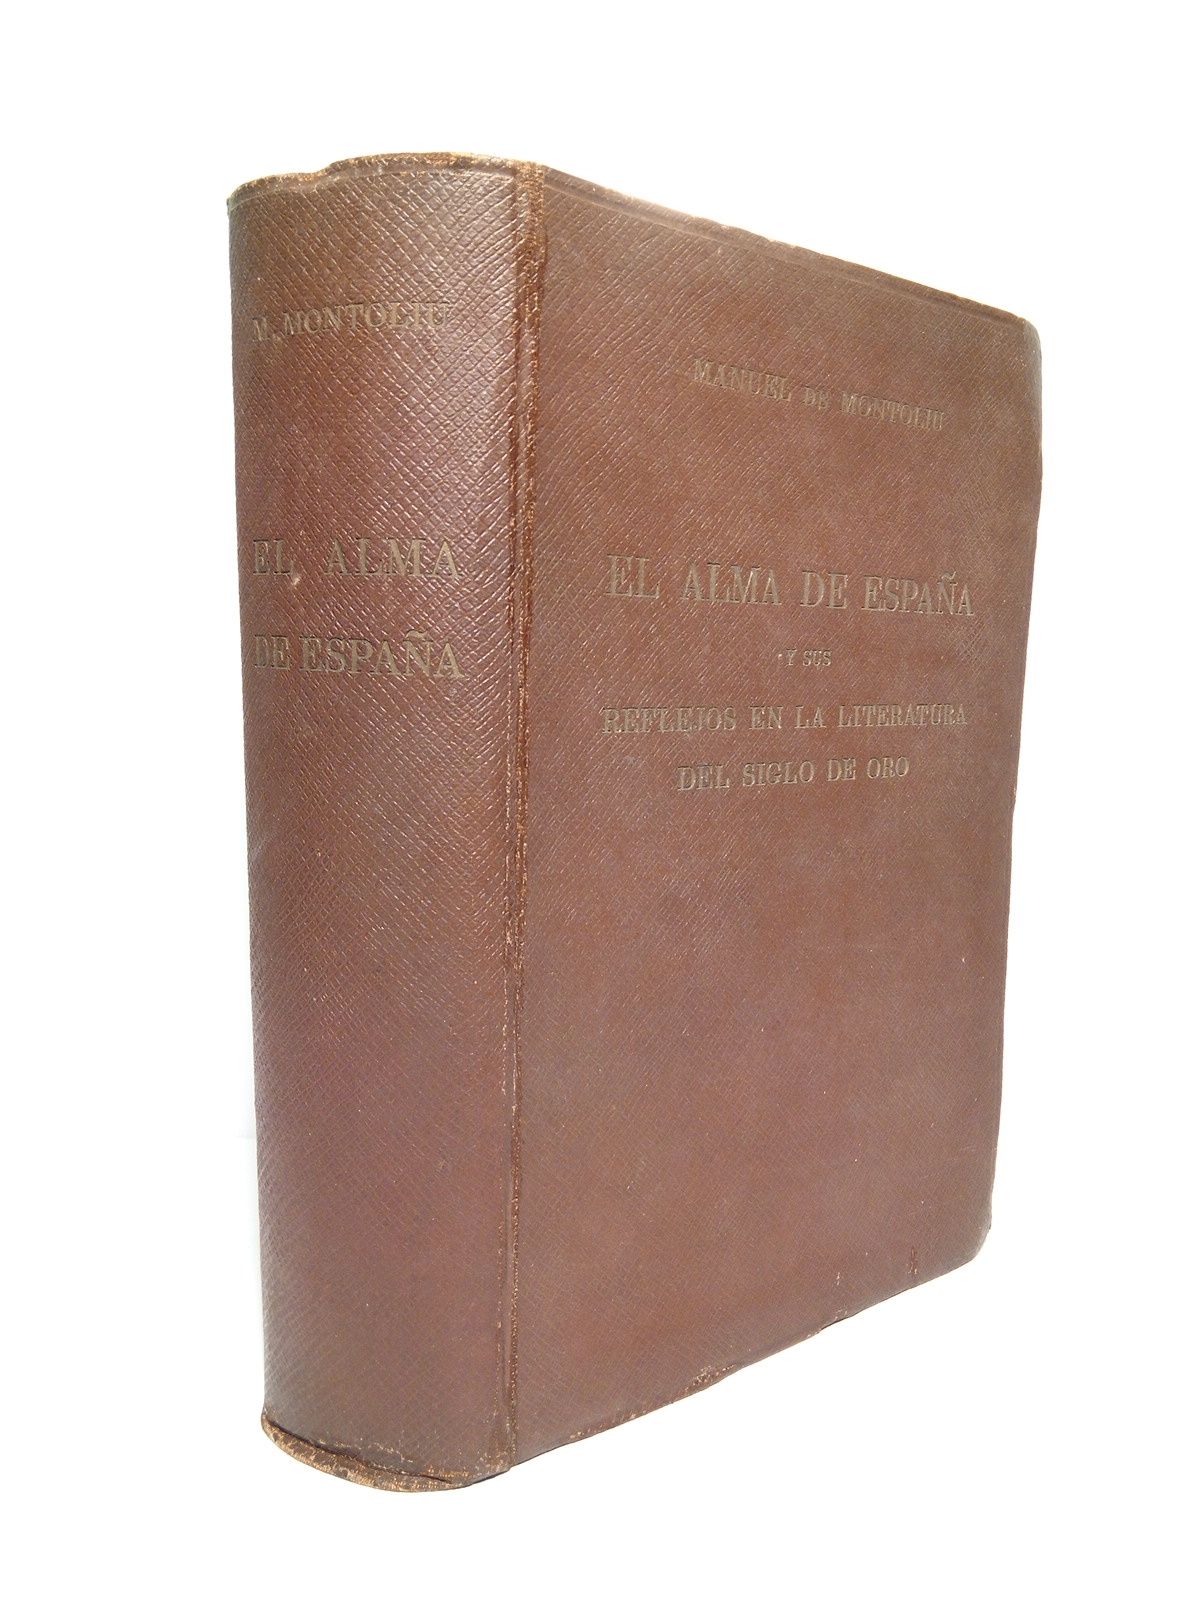 M. MONTOLIU
EL ALMA
DE ESPAÑA
MANUEL DE MONTOLIU
EL ALMA DE ESPAÑA
Y SUS
REFLEJOS EN LA LITERATURA
DEL SIGLO DE ORO